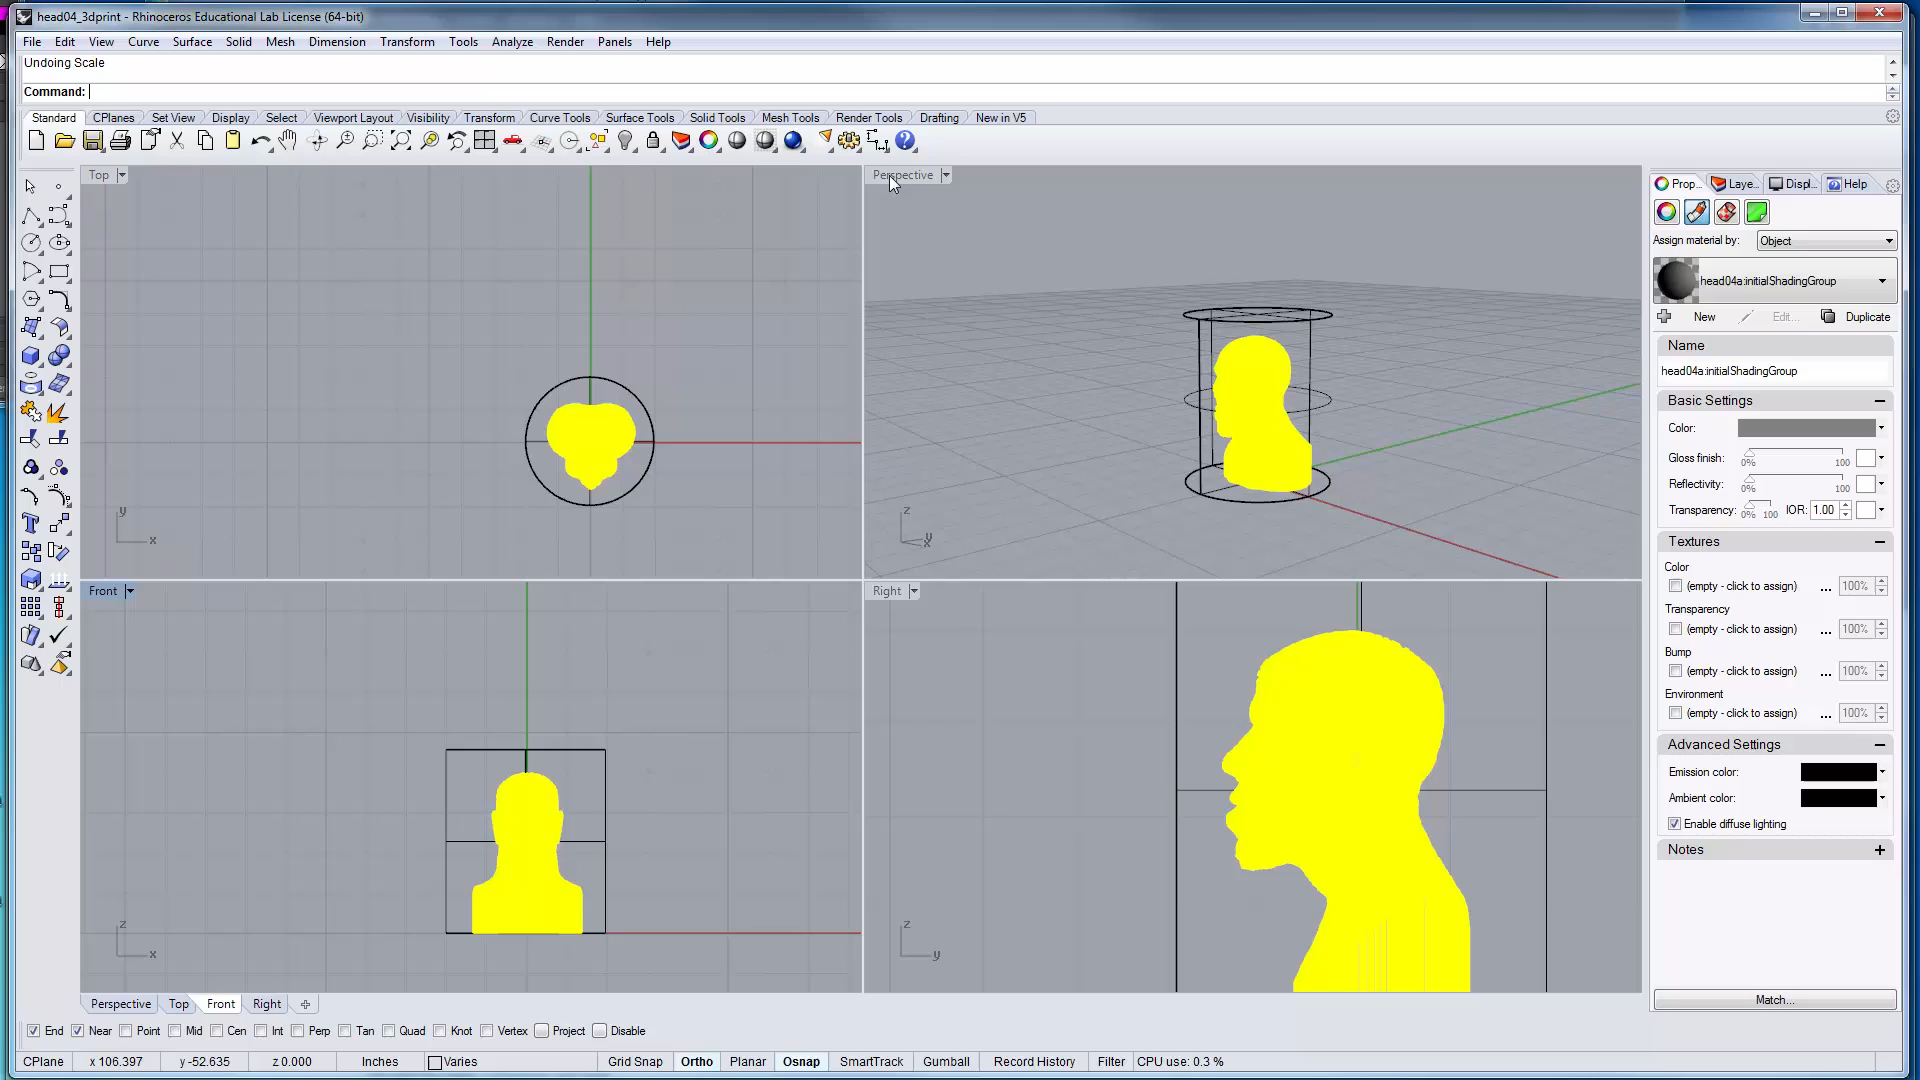 head04_3dprint - Rhinoceros Educational Lab License (64-bit)
File Edit View Curve Surface Solid Mesh Dimension Transform Tools Analyze Render Panels Help
Undoing Scale
Command:
Standard CPlanes Set View Display Select Viewport Layout Visibility Transform Curve Tools Surface Tools Solid Tools Mesh Tools Render Tools Drafting New in V5
Top
y
x
Perspective
z
y
x
Front
z
x
Right
z
y
Prop... Laye... Displ... Help
Assign material by: Object
head04a:initialShadingGroup
New Edit... Duplicate
Name
head04a:initialShadingGroup
Basic Settings
Color:
Gloss finish: 0% 100
Reflectivity: 0% 100
Transparency: 0% 100 IOR: 1.00
Textures
Color
(empty - click to assign) ... 100%
Transparency
(empty - click to assign) ... 100%
Bump
(empty - click to assign) ... 100%
Environment
(empty - click to assign) ... 100%
Advanced Settings
Emission color:
Ambient color:
Enable diffuse lighting
Notes
Match...
Perspective Top Front Right
End Near Point Mid Cen Int Perp Tan Quad Knot Vertex Project Disable
CPlane x 106.397 y -52.635 z 0.000 Inches Varies Grid Snap Ortho Planar Osnap SmartTrack Gumball Record History Filter CPU use: 0.3 %